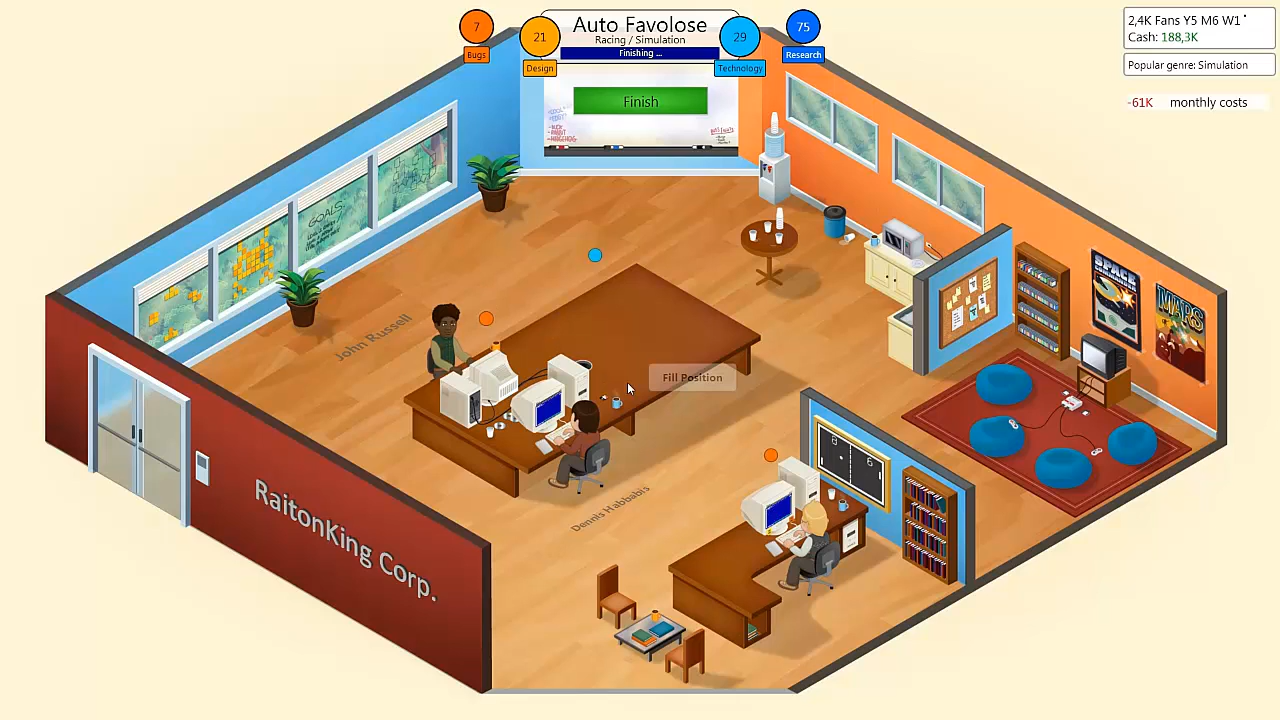 7
Bugs
21
Design
Auto Favolose
Racing / Simulation
Finishing ...
29
Technology
75
Research
Finish
2,4K Fans Y5 M6 W1
Cash: 188,3K
Popular genre: Simulation
-61K monthly costs
GOALS:
SPACE
MARS
John Russell
Fill Position
Dennis Habbabis
RaitonKing Corp.